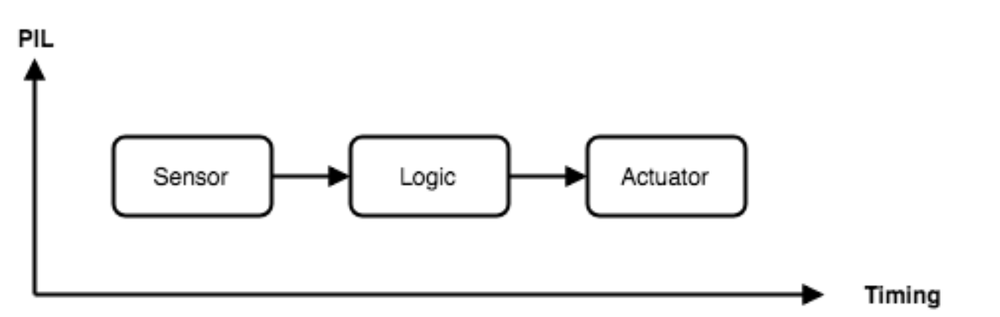 PIL
Sensor
Logic
Actuator
Timing